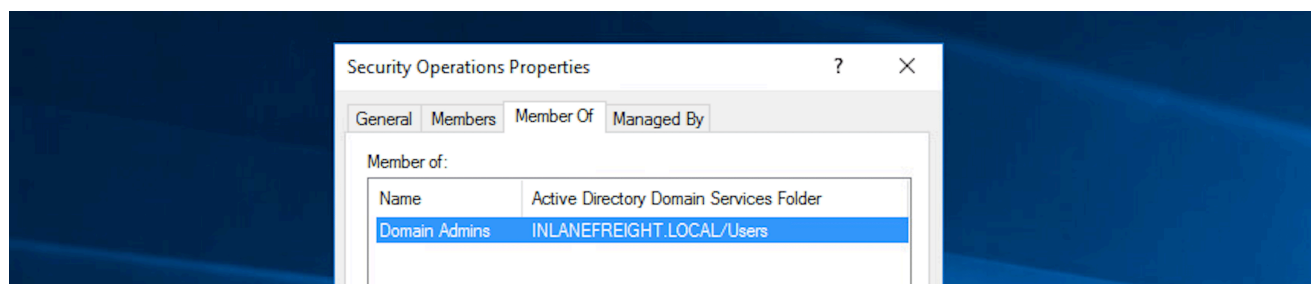 Security Operations Properties ? ×
General Members Member Of Managed By
Member of:
Name Active Directory Domain Services Folder
Domain Admins INLANEFREIGHT.LOCAL/Users